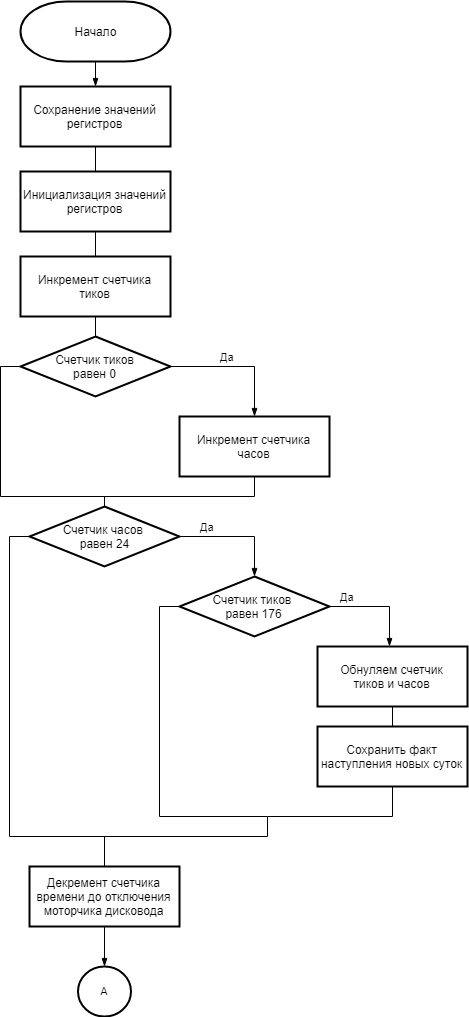 Начало
Сохранение значений
регистров
Инициализация значений
регистров
Инкремент счетчика
тиков
Счетчик тиков
равен 0
Да
Инкремент счетчика
часов
Счетчик часов
равен 24
Да
Счетчик тиков
равен 176
Да
Обнуляем счетчик
тиков и часов
Сохранить факт
наступления новых суток
Декремент счетчика
времени до отключения
моторчика дисковода
А